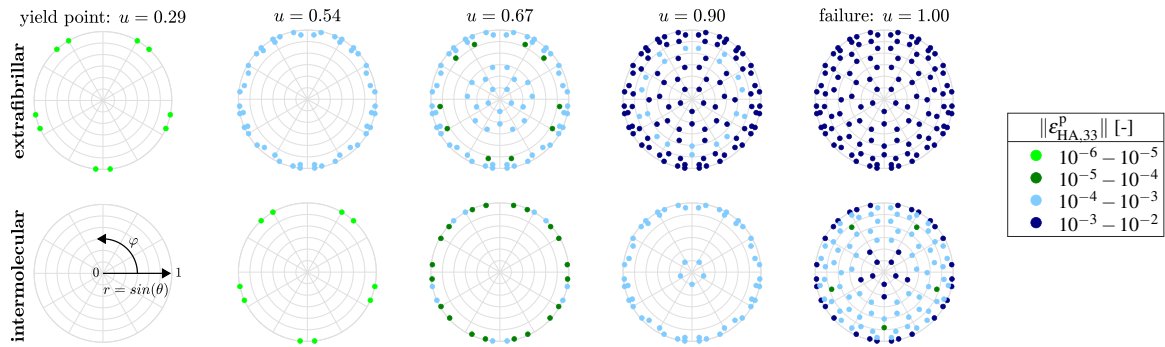 yield point: u = 0.29
u = 0.54
u = 0.67
u = 0.90
failure: u = 1.00
extrafibrillar
intermolecular
φ
0
1
r = sin(θ)
‖ε^p_HA,33‖ [-]
10⁻⁶ − 10⁻⁵
10⁻⁵ − 10⁻⁴
10⁻⁴ − 10⁻³
10⁻³ − 10⁻²